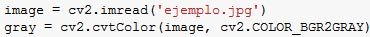 image = cv2.imread('ejemplo.jpg')
gray = cv2.cvtColor(image, cv2.COLOR_BGR2GRAY)